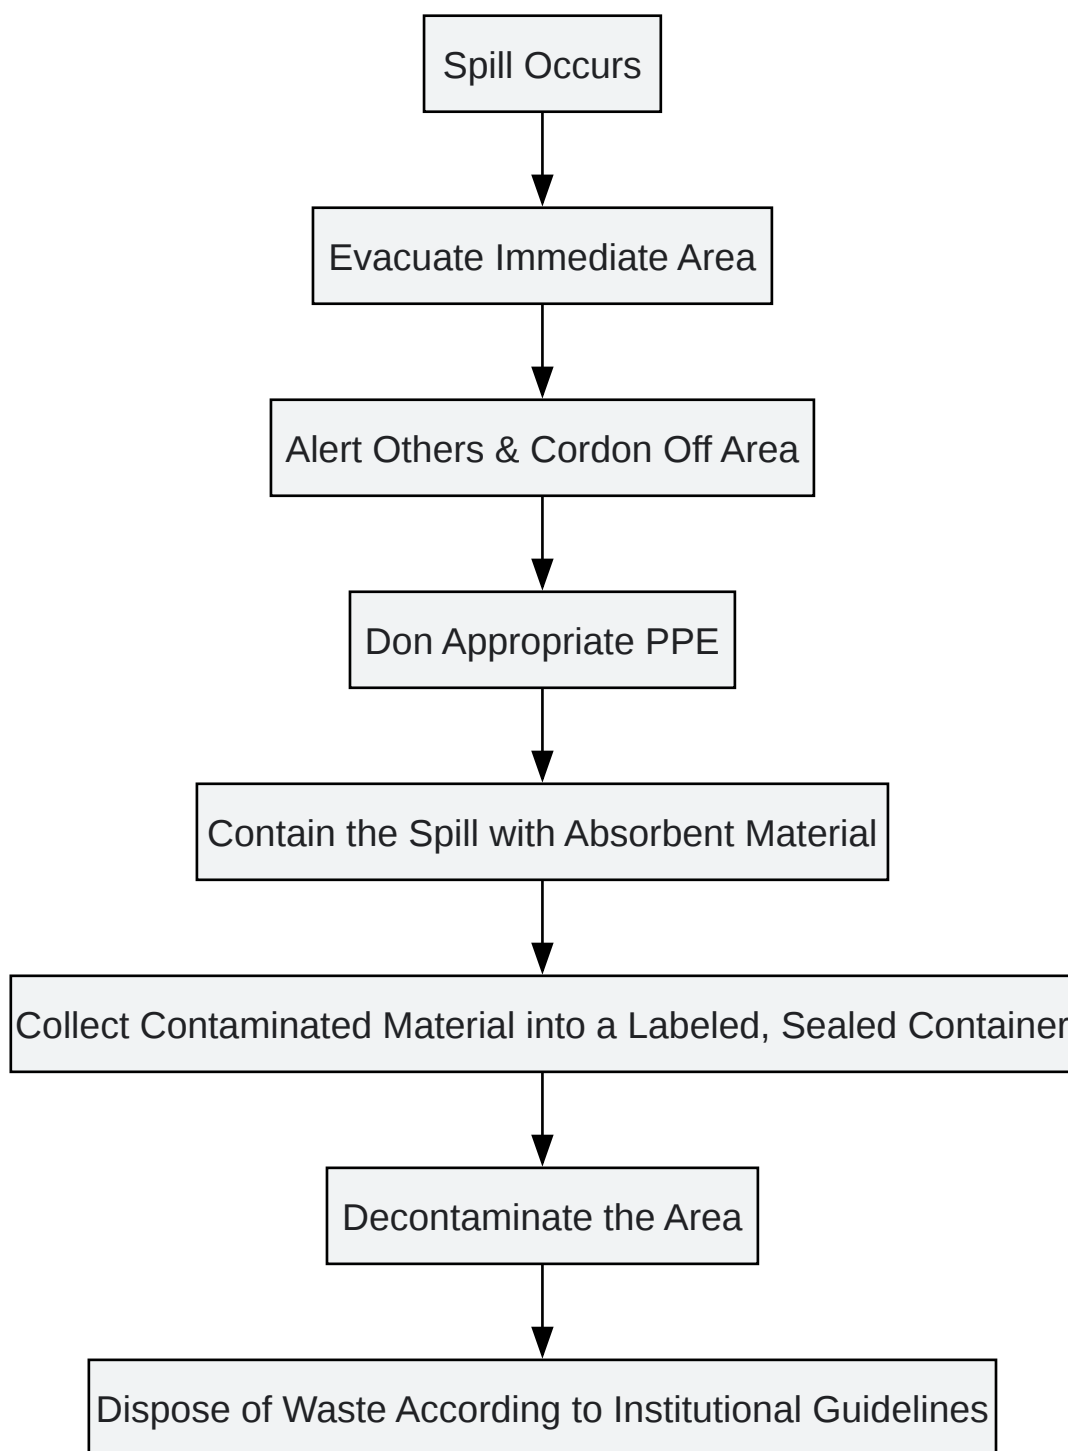 Spill Occurs
Evacuate Immediate Area
Alert Others & Cordon Off Area
Don Appropriate PPE
Contain the Spill with Absorbent Material
Collect Contaminated Material into a Labeled, Sealed Container
Decontaminate the Area
Dispose of Waste According to Institutional Guidelines